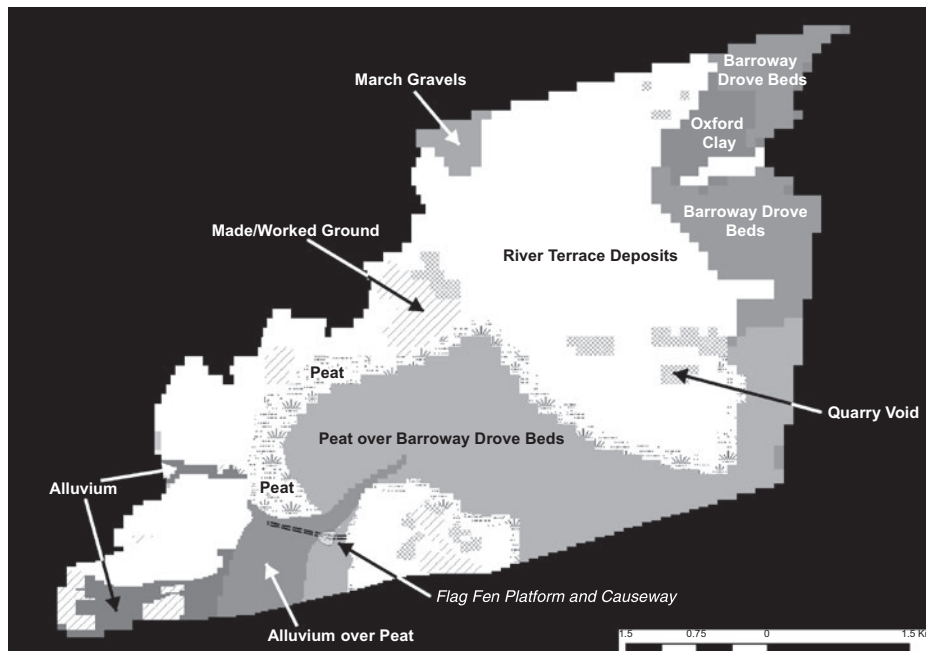 Barroway
Drove Beds
March Gravels
Oxford
Clay
Barroway Drove
Beds
Made/Worked Ground
River Terrace Deposits
Peat
Quarry Void
Peat over Barroway Drove Beds
Alluvium
Peat
Flag Fen Platform and Causeway
Alluvium over Peat
1.5 0.75 0 1.5